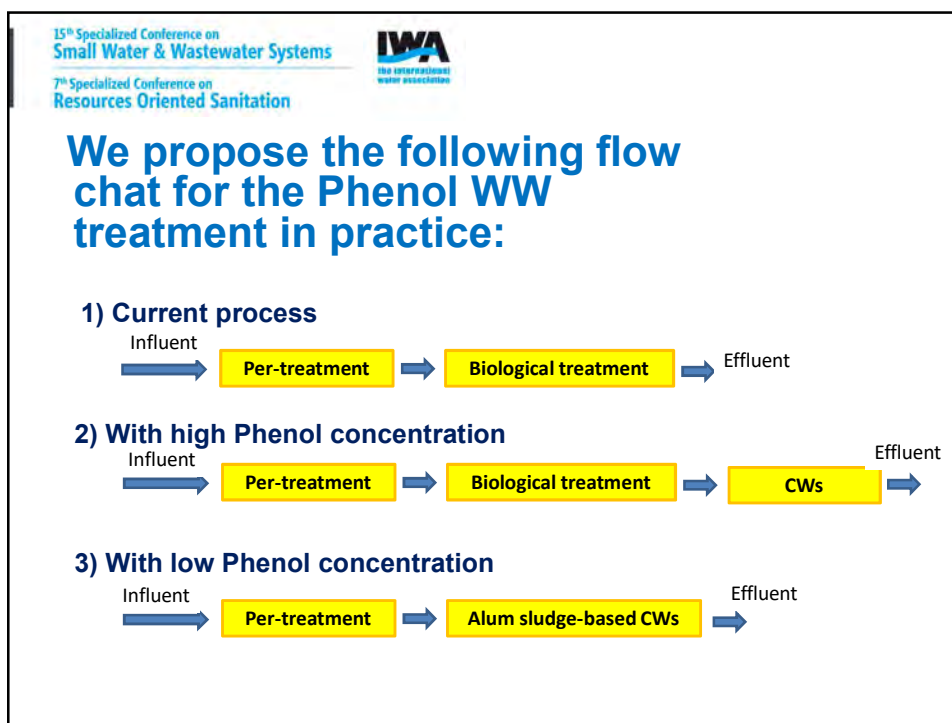 15th Specialized Conference on
Small Water & Wastewater Systems
7th Specialized Conference on
Resources Oriented Sanitation
IWA
the international
water association
We propose the following flow
chat for the Phenol WW
treatment in practice:
1) Current process
Influent
Per-treatment
Biological treatment
Effluent
2) With high Phenol concentration
Influent
Per-treatment
Biological treatment
CWs
Effluent
3) With low Phenol concentration
Influent
Per-treatment
Alum sludge-based CWs
Effluent